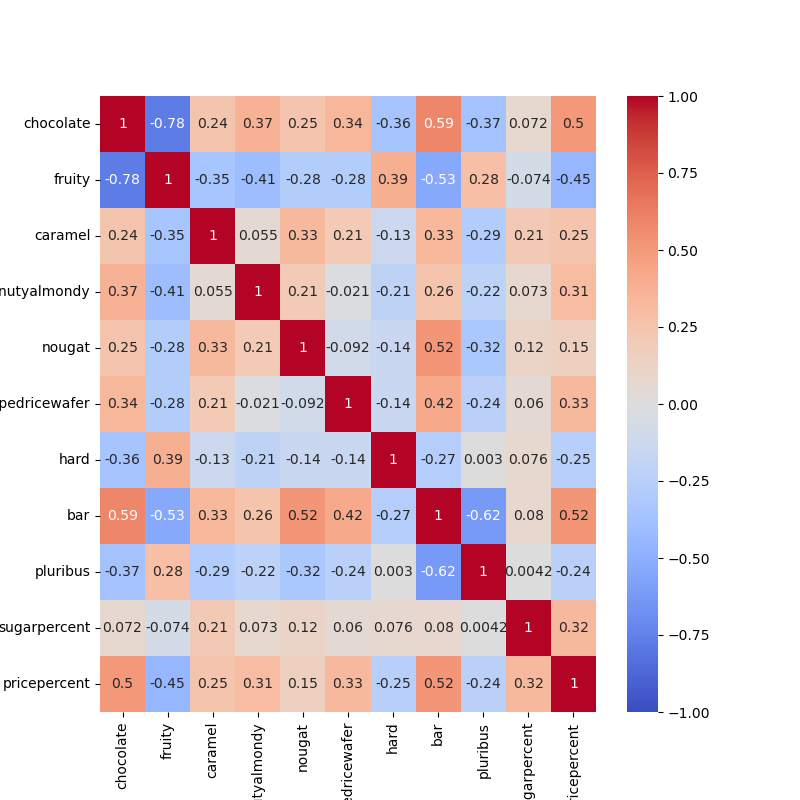 chocolate 1 -0.78 0.24 0.37 0.25 0.34 -0.36 0.59 -0.37 0.072 0.5
fruity -0.78 1 -0.35 -0.41 -0.28 -0.28 0.39 -0.53 0.28 -0.074 -0.45
caramel 0.24 -0.35 1 0.055 0.33 0.21 -0.13 0.33 -0.29 0.21 0.25
nutyalmondy 0.37 -0.41 0.055 1 0.21 -0.021 -0.21 0.26 -0.22 0.073 0.31
nougat 0.25 -0.28 0.33 0.21 1 -0.092 -0.14 0.52 -0.32 0.12 0.15
pedricewafer 0.34 -0.28 0.21 -0.021 -0.092 1 -0.14 0.42 -0.24 0.06 0.33
hard -0.36 0.39 -0.13 -0.21 -0.14 -0.14 1 -0.27 0.003 0.076 -0.25
bar 0.59 -0.53 0.33 0.26 0.52 0.42 -0.27 1 -0.62 0.08 0.52
pluribus -0.37 0.28 -0.29 -0.22 -0.32 -0.24 0.003 -0.62 1 0.0042 -0.24
sugarpercent 0.072 -0.074 0.21 0.073 0.12 0.06 0.076 0.08 0.0042 1 0.32
pricepercent 0.5 -0.45 0.25 0.31 0.15 0.33 -0.25 0.52 -0.24 0.32 1
chocolate
fruity
caramel
utyalmondy
nougat
edricewafer
hard
bar
pluribus
garpercent
ricepercent
1.00
0.75
0.50
0.25
0.00
−0.25
−0.50
−0.75
−1.00